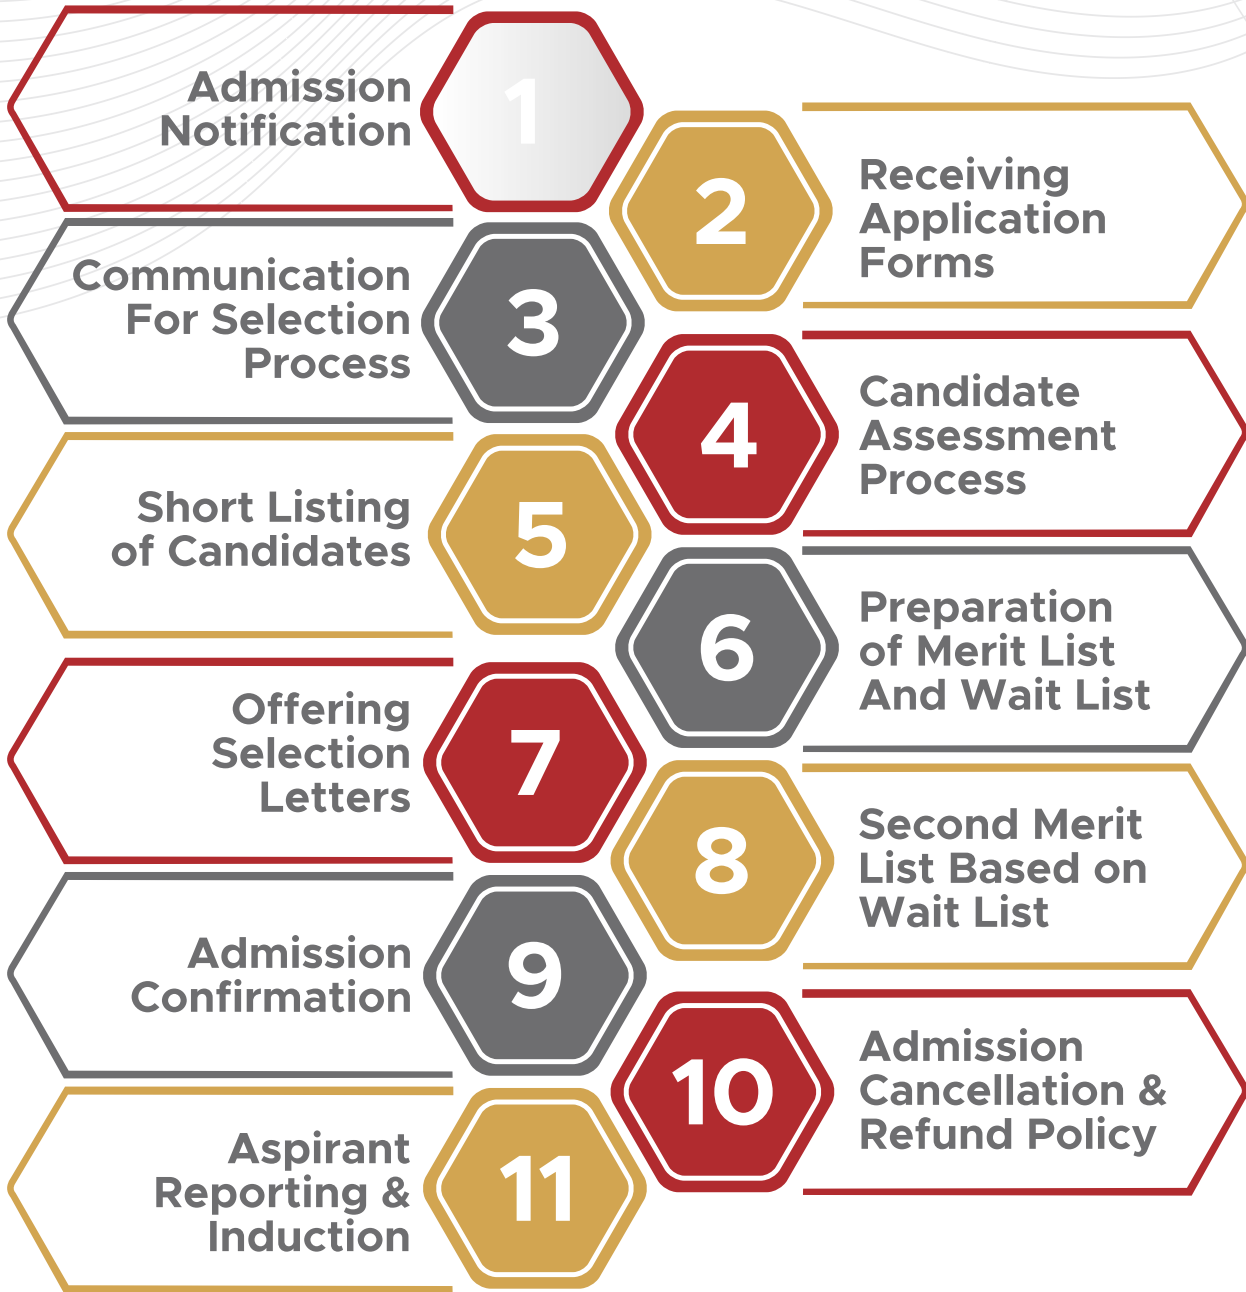 1
Admission
Notification
2
Receiving
Application
Forms
3
Communication
For Selection
Process
4
Candidate
Assessment
Process
5
Short Listing
of Candidates
6
Preparation
of Merit List
And Wait List
7
Offering
Selection
Letters
8
Second Merit
List Based on
Wait List
9
Admission
Confirmation
10
Admission
Cancellation &
Refund Policy
11
Aspirant
Reporting &
Induction